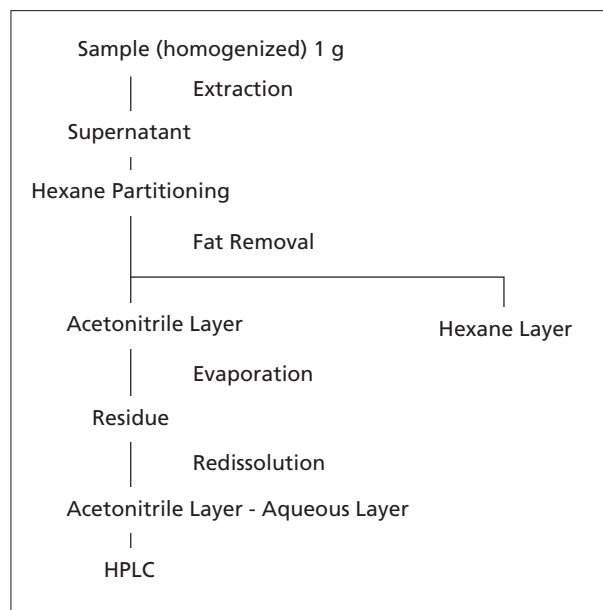 Sample (homogenized) 1 g
Extraction
Supernatant
Hexane Partitioning
Fat Removal
Acetonitrile Layer
Hexane Layer
Evaporation
Residue
Redissolution
Acetonitrile Layer - Aqueous Layer
HPLC